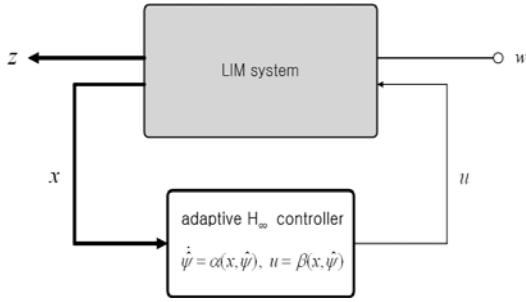 LIM system
z
w
x
u
adaptive H∞ controller
ψ̂̇ = α(x,ψ̂), u = β(x,ψ̂)